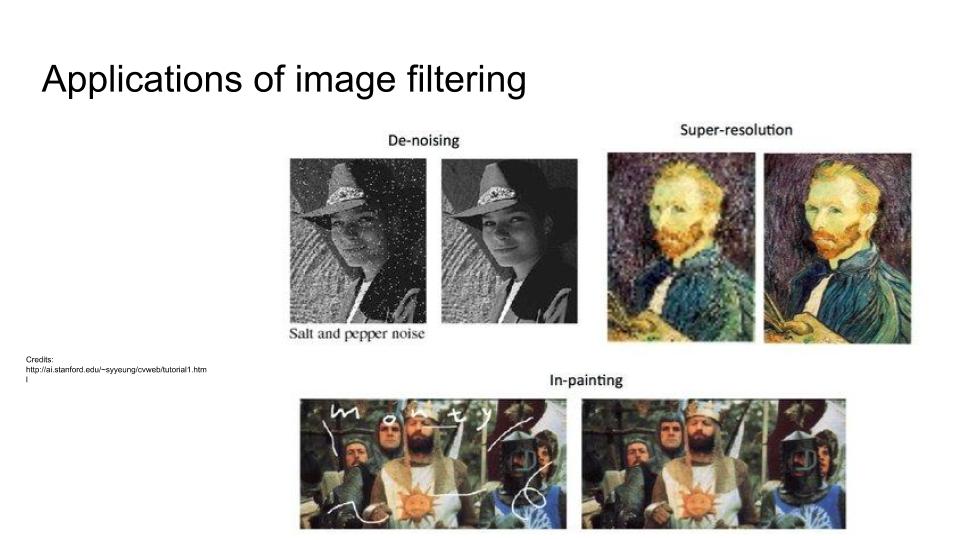 Applications of image filtering
De-noising
Super-resolution
Salt and pepper noise
Credits:
http://ai.stanford.edu/~syyeung/cvweb/tutorial1.htm
l
In-painting
monty